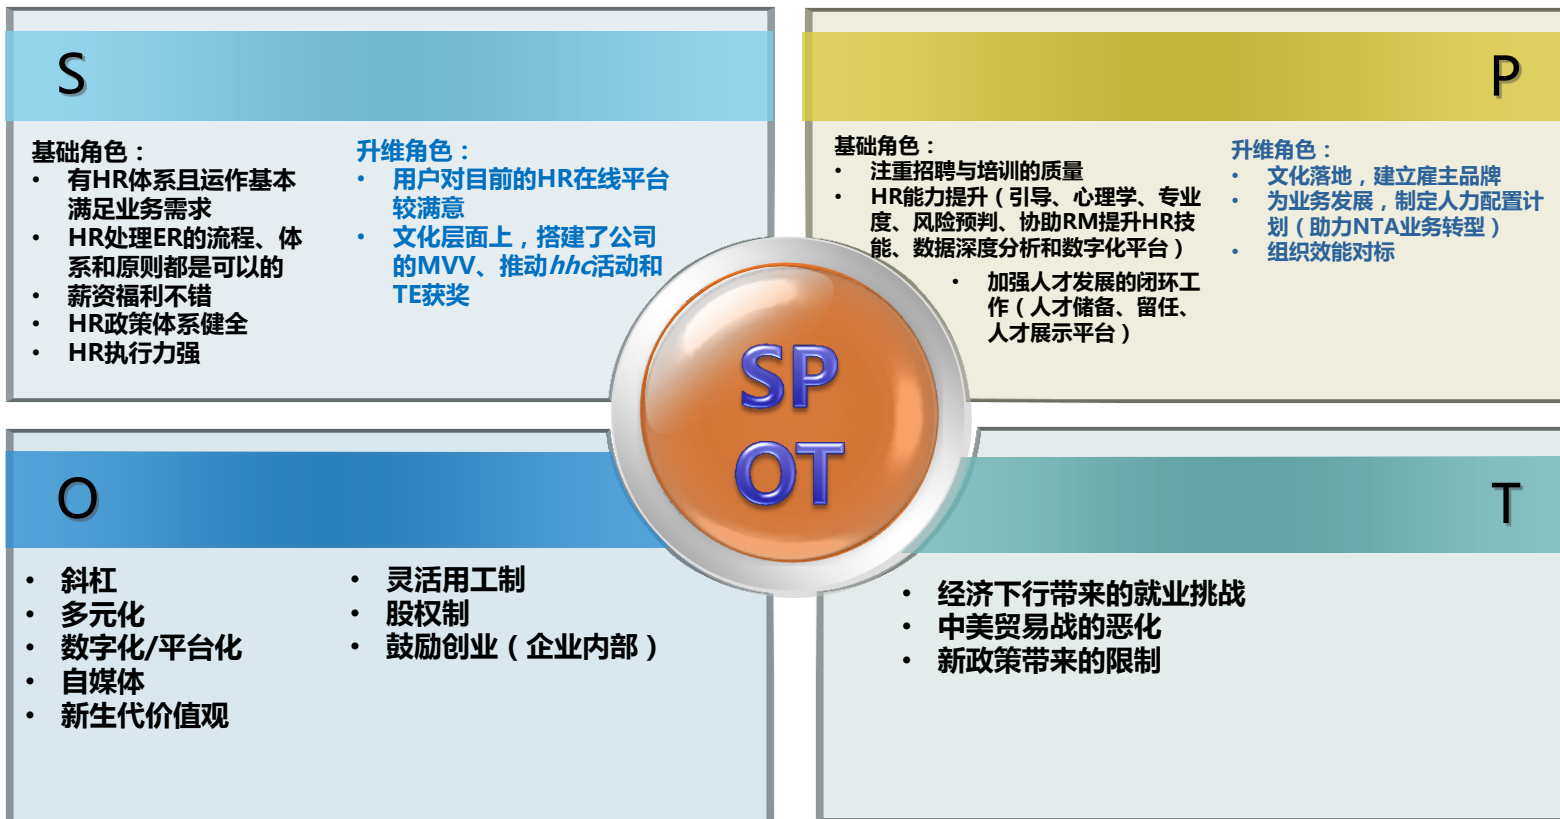 S
基础角色：
• 有HR体系且运作基本
满足业务需求
• HR处理ER的流程、体
系和原则都是可以的
• 薪资福利不错
• HR政策体系健全
• HR执行力强
升维角色：
• 用户对目前的HR在线平台
较满意
• 文化层面上，搭建了公司
的MVV、推动hhc活动和
TE获奖
P
基础角色：
• 注重招聘与培训的质量
• HR能力提升（引导、心理学、专业
度、风险预判、协助RM提升HR技
能、数据深度分析和数字化平台）
• 加强人才发展的闭环工
作（人才储备、留任、
人才展示平台）
升维角色：
• 文化落地，建立雇主品牌
• 为业务发展，制定人力配置计
划（助力NTA业务转型）
• 组织效能对标
SP
OT
O
• 斜杠
• 多元化
• 数字化/平台化
• 自媒体
• 新生代价值观
• 灵活用工制
• 股权制
• 鼓励创业（企业内部）
T
• 经济下行带来的就业挑战
• 中美贸易战的恶化
• 新政策带来的限制